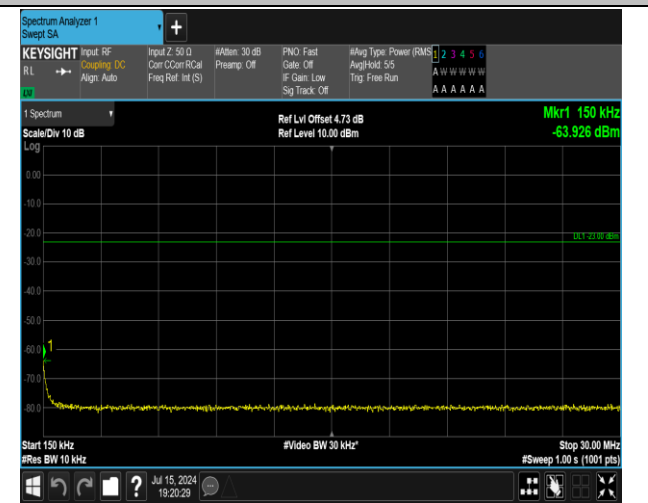 Spectrum Analyzer 1
Swept SA
+
KEYSIGHT
RL
Input: RF
Coupling: DC
Align: Auto
Input Z: 50 Ω
Corr CCorr RCal
Freq Ref: Int (S)
#Atten: 30 dB
Preamp: Off
PNO: Fast
Gate: Off
IF Gain: Low
Sig Track: Off
#Avg Type: Power (RMS
Avg|Hold: 5/5
Trig: Free Run
1 2 3 4 5 6
A W W W W W
A A A A A A
1 Spectrum
Scale/Div 10 dB
Ref Lvl Offset 4.73 dB
Ref Level 10.00 dBm
Mkr1 150 kHz
-63.926 dBm
Log
0.00
-10.0
-20.0
DL1 -23.00 dBm
-30.0
-40.0
-50.0
-60.0
1
-70.0
-80.0
Start 150 kHz
#Res BW 10 kHz
#Video BW 30 kHz*
Stop 30.00 MHz
#Sweep 1.00 s (1001 pts)
?
Jul 15, 2024
19:20:29